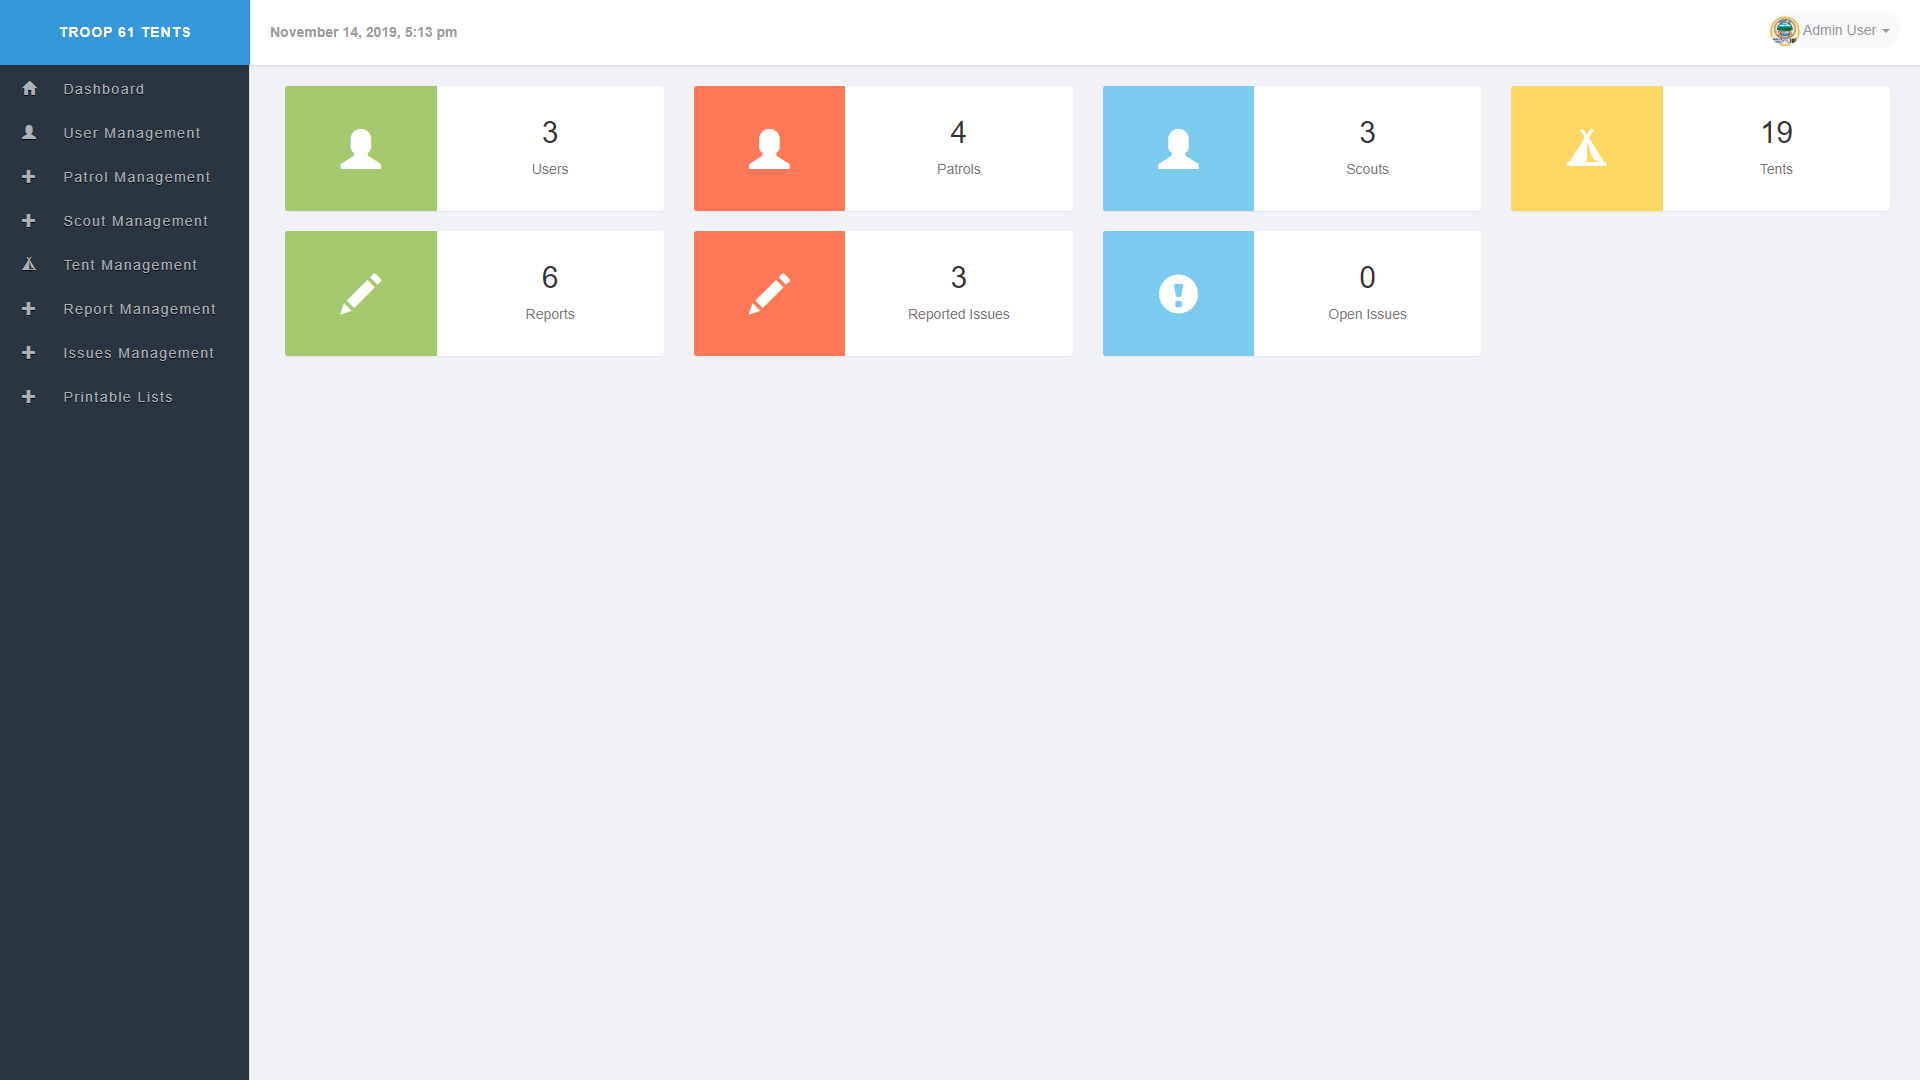 TROOP 61 TENTS
November 14, 2019, 5:13 pm
Admin User
Dashboard
User Management
Patrol Management
Scout Management
Tent Management
Report Management
Issues Management
Printable Lists
3
Users
4
Patrols
3
Scouts
19
Tents
6
Reports
3
Reported Issues
0
Open Issues